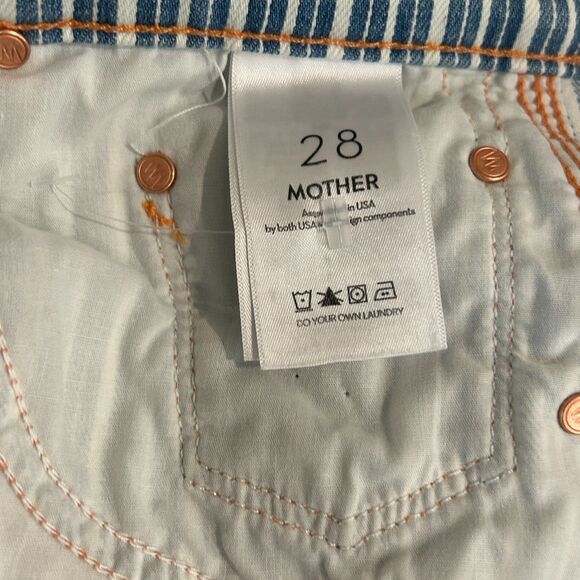 28
MOTHER
in USA
by both USA components
DO YOUR OWN LAUNDRY
M
M
M